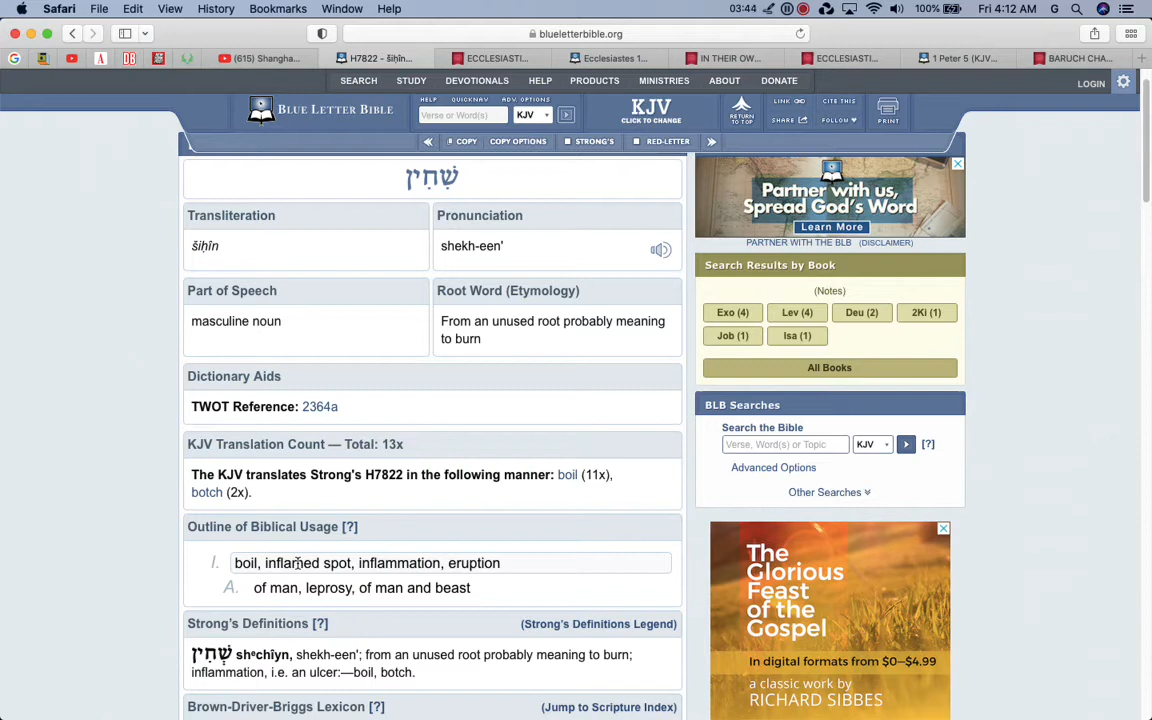 Safari File Edit View History Bookmarks Window Help 03:44 100% Fri 4:12 AM G
blueletterbible.org
(615) Shangha... H7822 - šiḥîn... ECCLESIASTI... Ecclesiastes 1... IN THEIR OW... ECCLESIASTI... 1 Peter 5 (KJV... BARUCH CHA...
SEARCH STUDY DEVOTIONALS HELP PRODUCTS MINISTRIES ABOUT DONATE LOGIN
HELP QUICKNAV ADV. OPTIONS
BLUE LETTER BIBLE
Verse or Word(s) KJV
KJV
CLICK TO CHANGE
RETURN TO TOP
LINK CITE THIS
SHARE FOLLOW
PRINT
COPY COPY OPTIONS STRONG'S RED-LETTER
שְׁחִין
Transliteration
šiḥîn
Pronunciation
shekh-een'
Part of Speech
masculine noun
Root Word (Etymology)
From an unused root probably meaning
to burn
Dictionary Aids
TWOT Reference: 2364a
KJV Translation Count — Total: 13x
The KJV translates Strong's H7822 in the following manner: boil (11x),
botch (2x).
Outline of Biblical Usage [?]
I. boil, inflamed spot, inflammation, eruption
A. of man, leprosy, of man and beast
Strong's Definitions [?] (Strong's Definitions Legend)
שְׁחִין shᵉchîyn, shekh-een'; from an unused root probably meaning to burn;
inflammation, i.e. an ulcer:—boil, botch.
Brown-Driver-Briggs Lexicon [?] (Jump to Scripture Index)
Partner with us,
Spread God's Word
Learn More
PARTNER WITH THE BLB (DISCLAIMER)
Search Results by Book
(Notes)
Exo (4) Lev (4) Deu (2) 2Ki (1)
Job (1) Isa (1)
All Books
BLB Searches
Search the Bible
Verse, Word(s) or Topic KJV [?]
Advanced Options
Other Searches
The
Glorious
Feast
of the
Gospel
In digital formats from $0–$4.99
a classic work by
RICHARD SIBBES